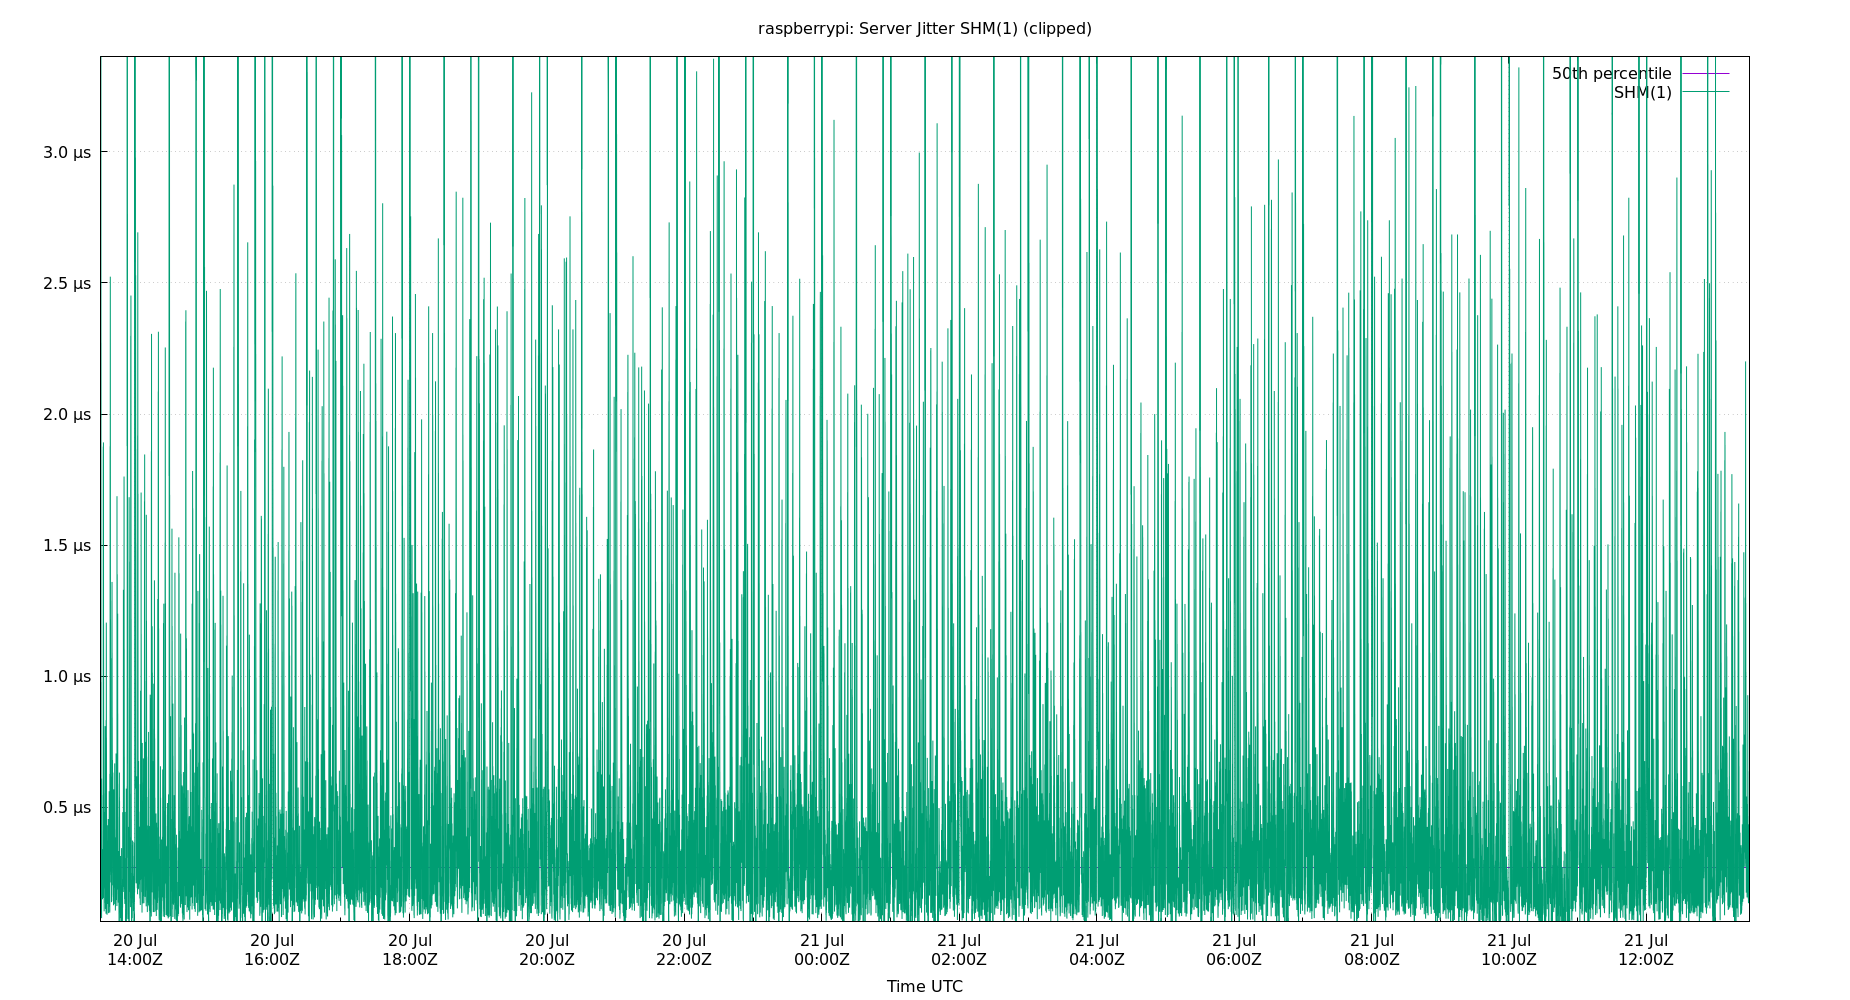 raspberrypi: Server Jitter SHM(1) (clipped)
50th percentile
SHM(1)
3.0 µs
2.5 µs
2.0 µs
1.5 µs
1.0 µs
0.5 µs
20 Jul 20 Jul 20 Jul 20 Jul 20 Jul 21 Jul 21 Jul 21 Jul 21 Jul 21 Jul 21 Jul 21 Jul
14:00Z 16:00Z 18:00Z 20:00Z 22:00Z 00:00Z 02:00Z 04:00Z 06:00Z 08:00Z 10:00Z 12:00Z
Time UTC